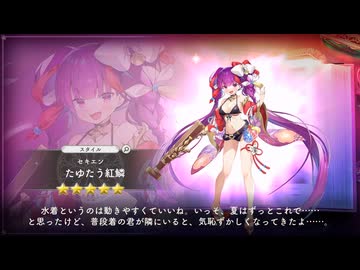 スタイル
セキエン
たゆたう紅鱗
水着というのは動きやすくていいね。いっそ、夏はずっとこれで……
と思ったけど、普段着の君が隣にいると、気恥ずかしくなってきたよ……。